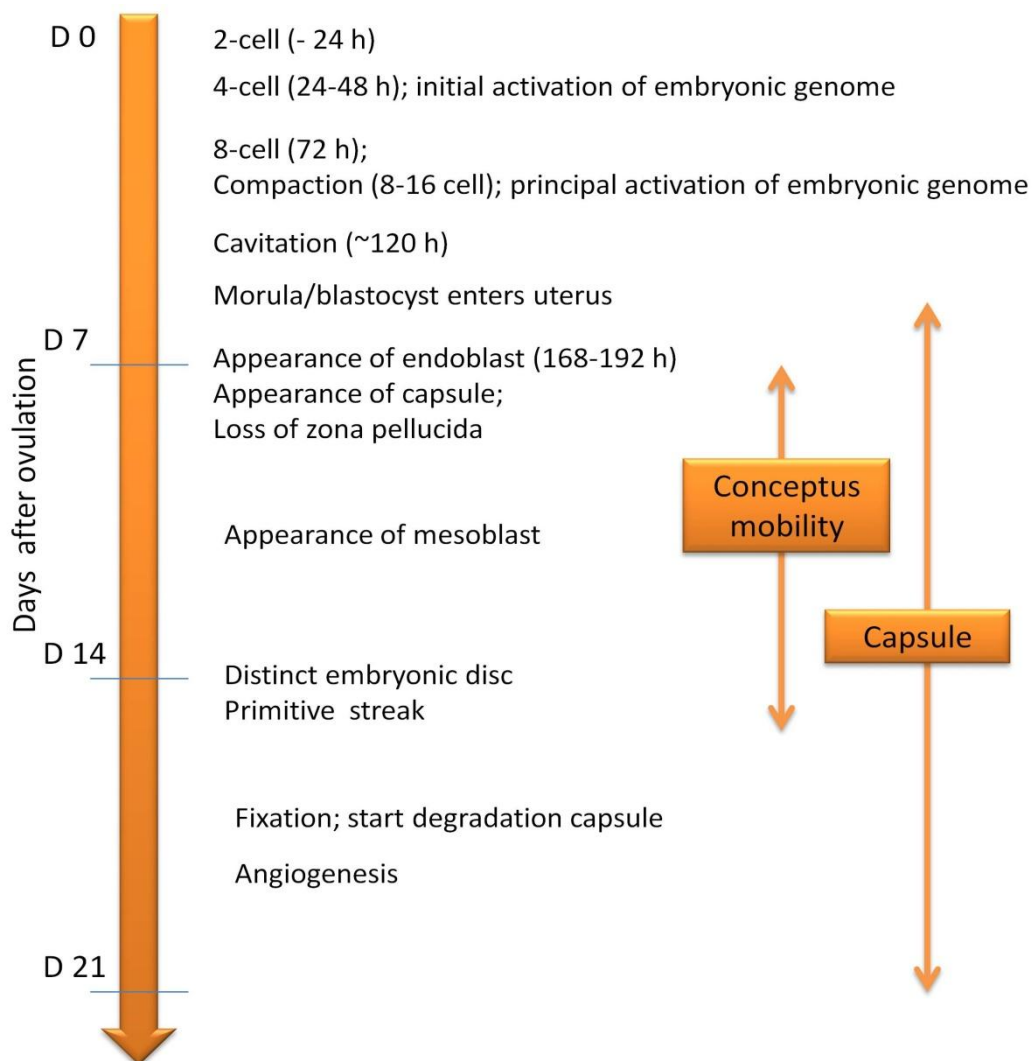 D 0
2-cell (- 24 h)
4-cell (24-48 h); initial activation of embryonic genome
8-cell (72 h);
Compaction (8-16 cell); principal activation of embryonic genome
Cavitation (~120 h)
Morula/blastocyst enters uterus
D 7
Appearance of endoblast (168-192 h)
Appearance of capsule;
Loss of zona pellucida
Conceptus
mobility
Appearance of mesoblast
Days after ovulation
Capsule
D 14
Distinct embryonic disc
Primitive streak
Fixation; start degradation capsule
Angiogenesis
D 21